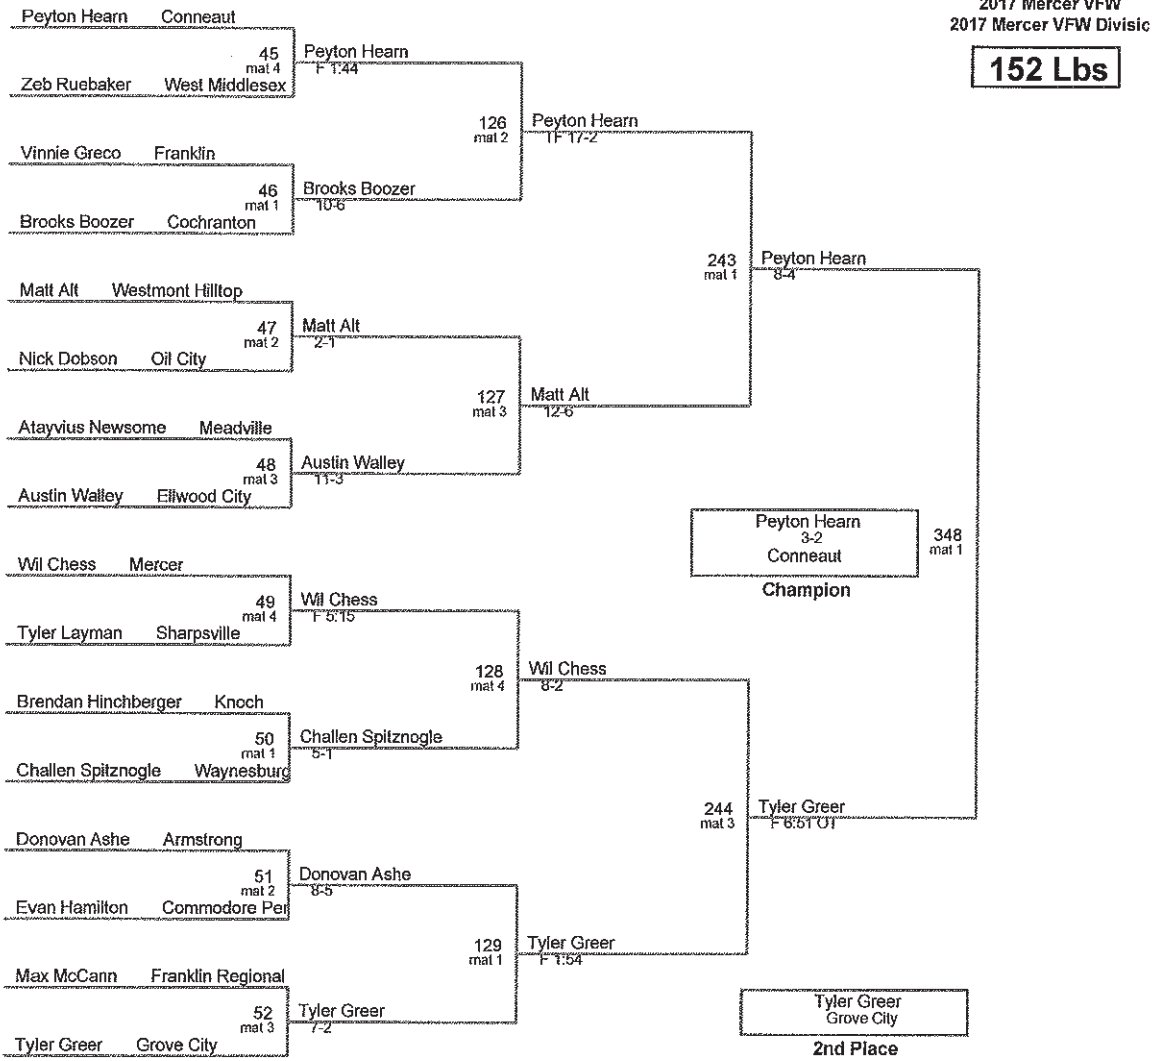 2017 Mercer VFW
2017 Mercer VFW Divisic
152 Lbs
Peyton Hearn Conneaut
45
mat 4
Peyton Hearn
F 1:44
Zeb Ruebaker West Middlesex
126
mat 2
Peyton Hearn
TF 17-2
Vinnie Greco Franklin
46
mat 1
Brooks Boozer
10-6
Brooks Boozer Cochranton
243
mat 1
Peyton Hearn
8-4
Matt Alt Westmont Hilltop
47
mat 2
Matt Alt
2-1
Nick Dobson Oil City
127
mat 3
Matt Alt
12-6
Atayvius Newsome Meadville
48
mat 3
Austin Walley
11-3
Austin Walley Ellwood City
Peyton Hearn
3-2
Conneaut
Champion
348
mat 1
Wil Chess Mercer
49
mat 4
Wil Chess
F 5:15
Tyler Layman Sharpsville
128
mat 4
Wil Chess
8-2
Brendan Hinchberger Knoch
50
mat 1
Challen Spitznogle
5-1
Challen Spitznogle Waynesburg
244
mat 3
Tyler Greer
F 6:51 OT
Donovan Ashe Armstrong
51
mat 2
Donovan Ashe
8-5
Evan Hamilton Commodore Per
129
mat 1
Tyler Greer
F 1:54
Max McCann Franklin Regional
52
mat 3
Tyler Greer
7-2
Tyler Greer Grove City
Tyler Greer
Grove City
2nd Place